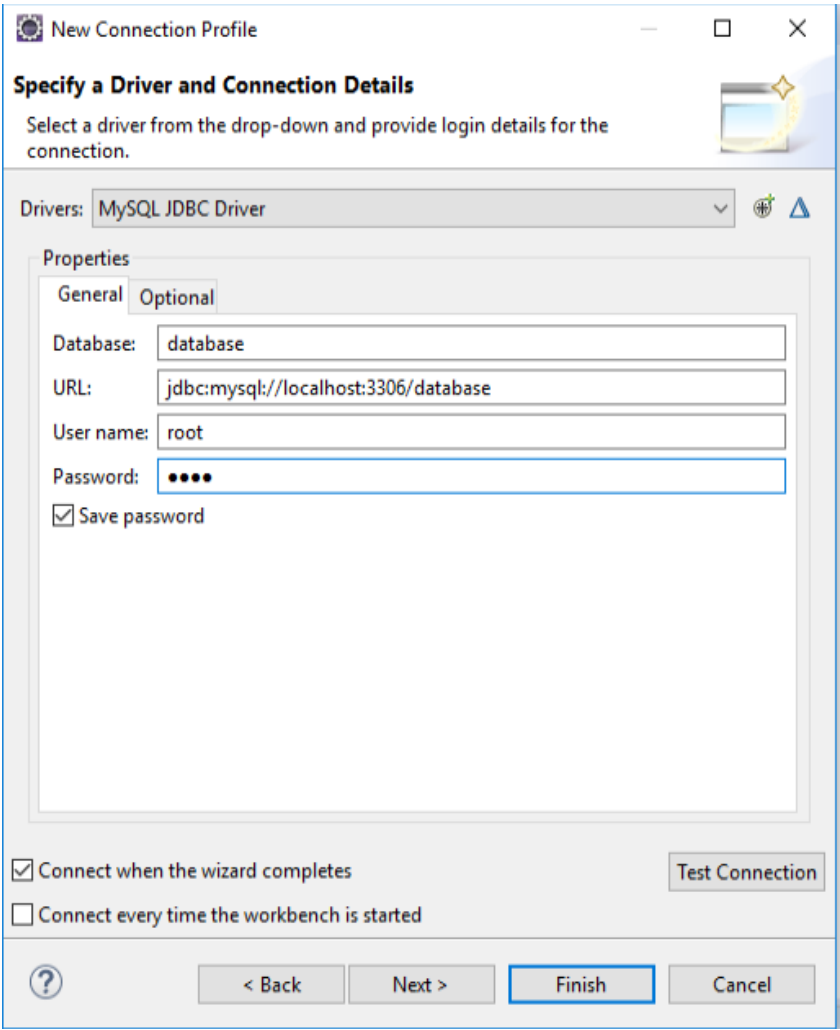 New Connection Profile
Specify a Driver and Connection Details
Select a driver from the drop-down and provide login details for the
connection.
Drivers: MySQL JDBC Driver
Properties
General Optional
Database: database
URL: jdbc:mysql://localhost:3306/database
User name: root
Password: ●●●●
Save password
Connect when the wizard completes
Test Connection
Connect every time the workbench is started
? < Back Next > Finish Cancel